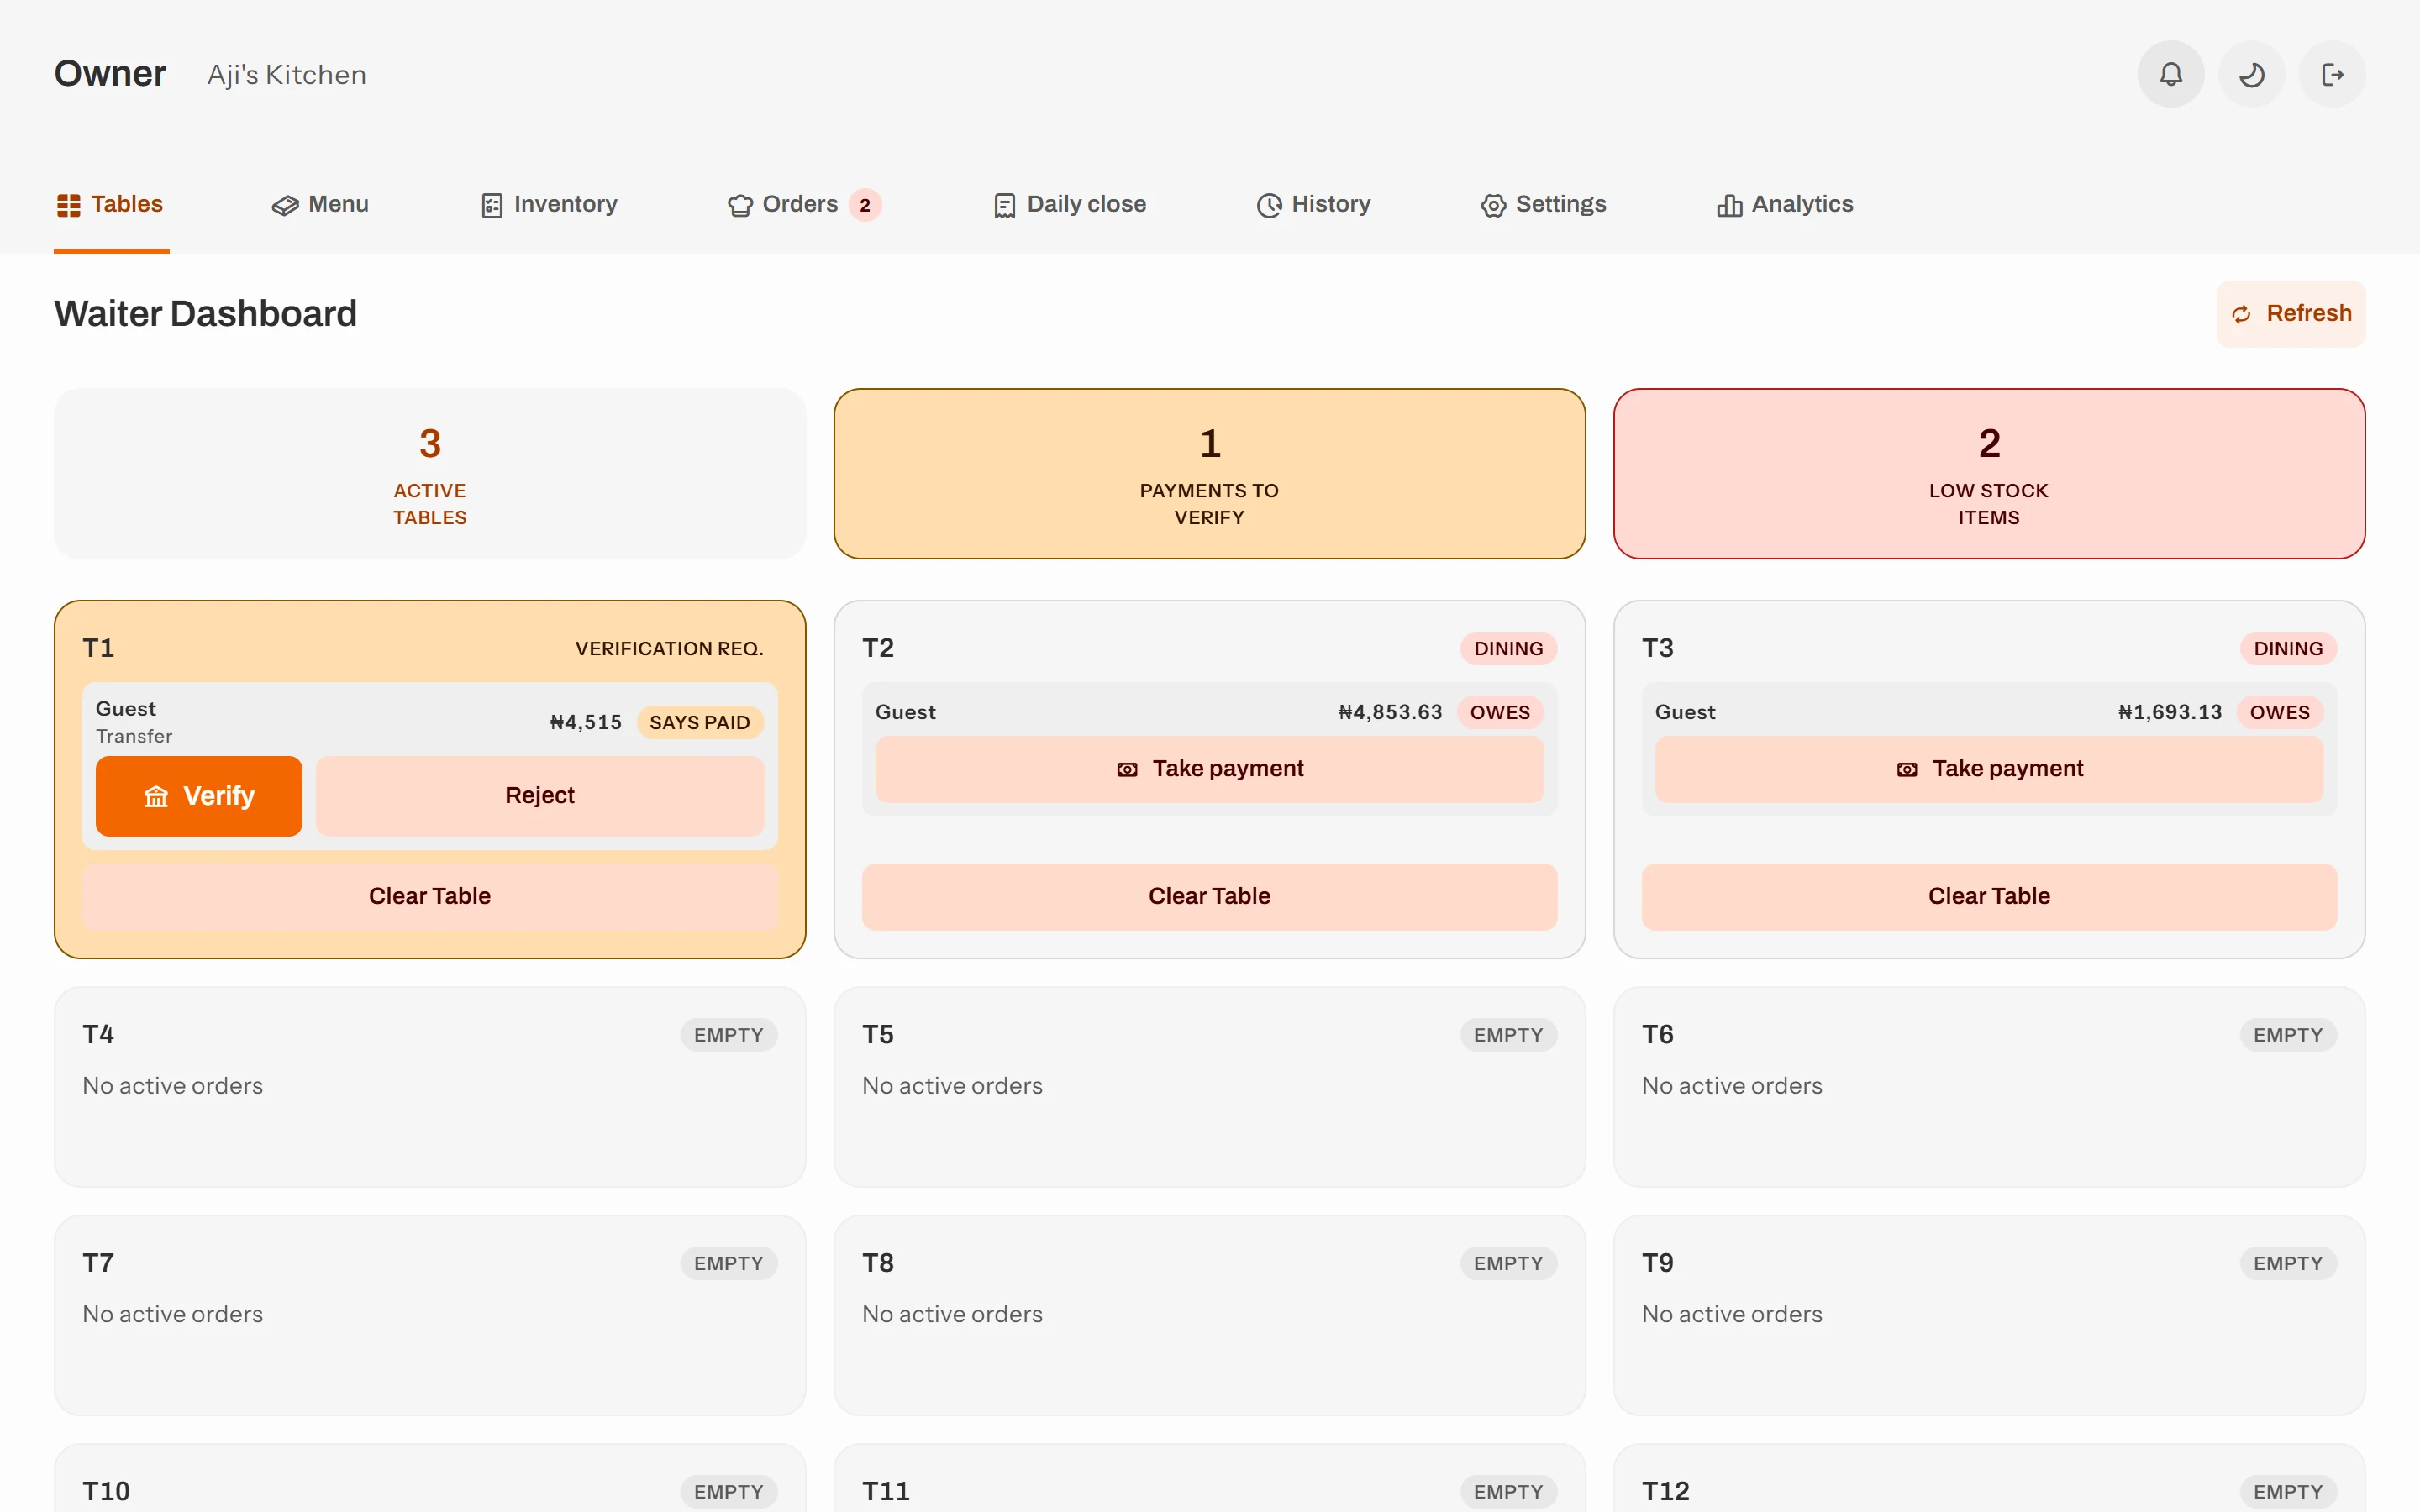 Owner Aji's Kitchen
Tables Menu Inventory Orders 2 Daily close History Settings Analytics
Waiter Dashboard Refresh
3
ACTIVE
TABLES
1
PAYMENTS TO
VERIFY
2
LOW STOCK
ITEMS
T1 VERIFICATION REQ.
Guest
Transfer
₦4,515 SAYS PAID
Verify Reject
Clear Table
T2 DINING
Guest ₦4,853.63 OWES
Take payment
Clear Table
T3 DINING
Guest ₦1,693.13 OWES
Take payment
Clear Table
T4 EMPTY
No active orders
T5 EMPTY
No active orders
T6 EMPTY
No active orders
T7 EMPTY
No active orders
T8 EMPTY
No active orders
T9 EMPTY
No active orders
T10 EMPTY
T11 EMPTY
T12 EMPTY